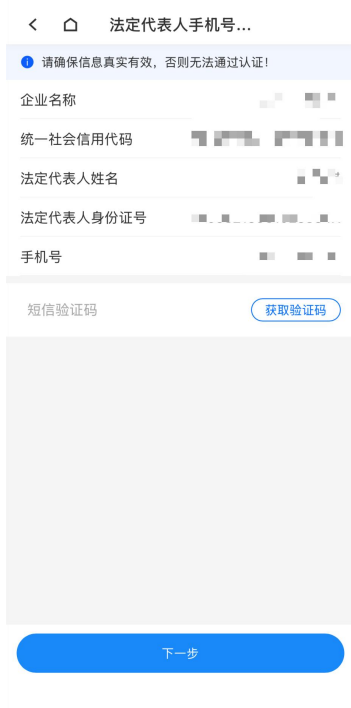 法定代表人手机号...
请确保信息真实有效，否则无法通过认证！
企业名称
统一社会信用代码
法定代表人姓名
法定代表人身份证号
手机号
短信验证码 获取验证码
下一步